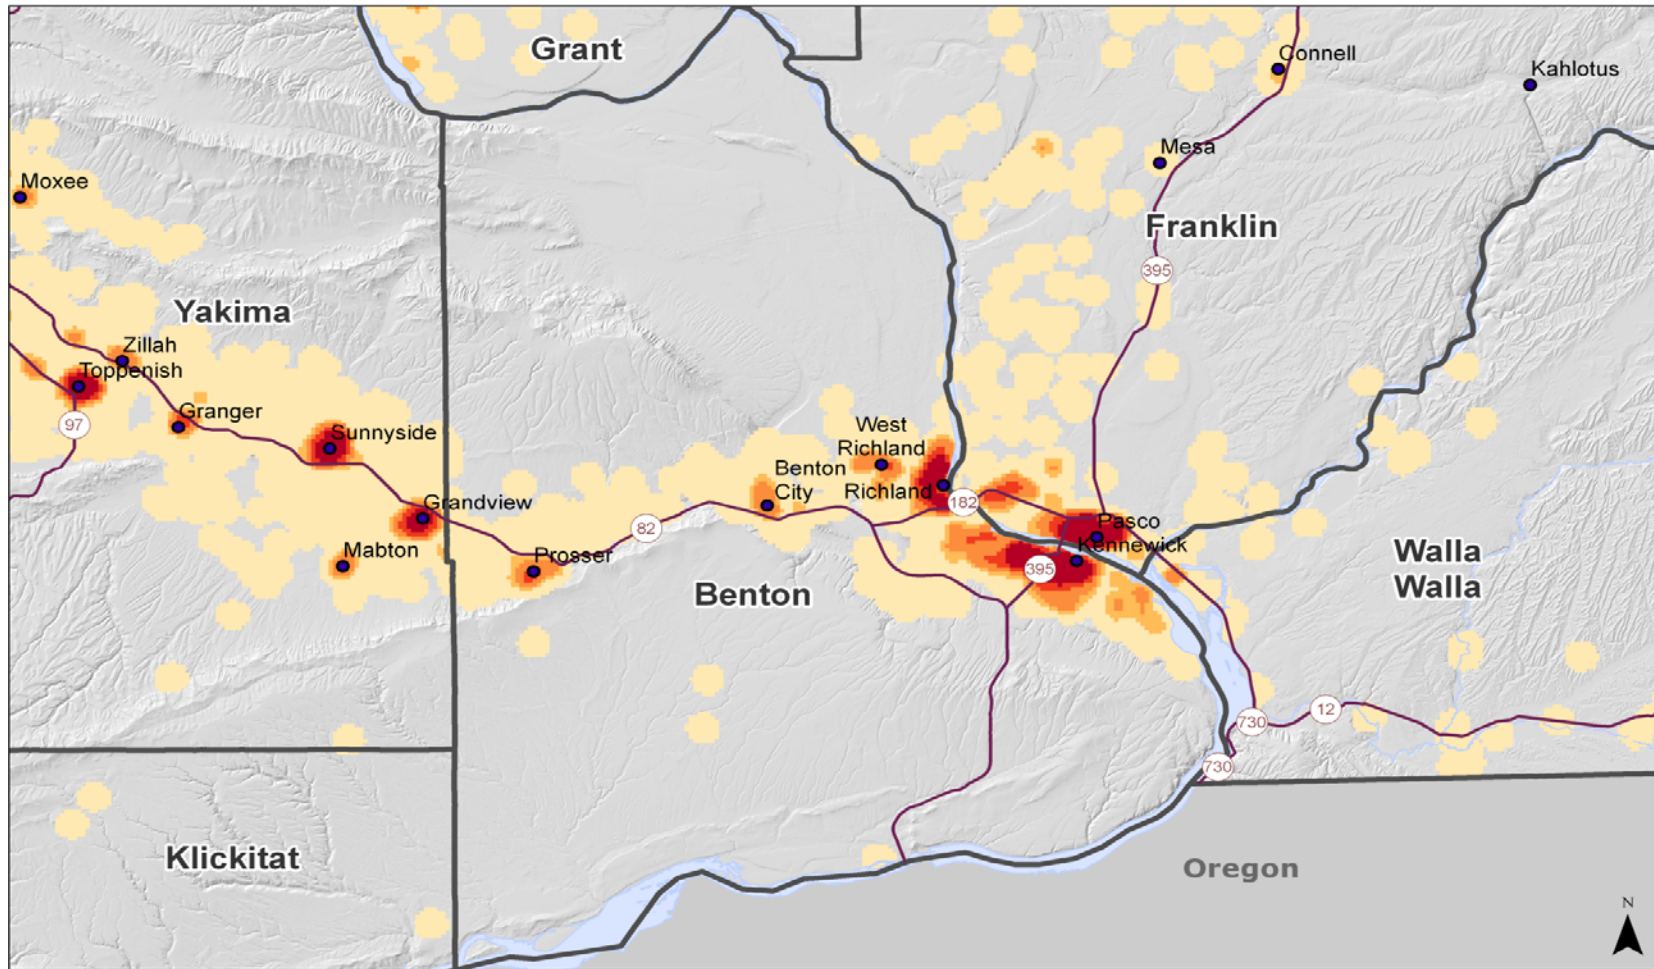 Grant
Connell
Kahlotus
Mesa
Moxee
Franklin
395
Yakima
Zillah
Toppenish
Granger
97
Sunnyside
West
Richland
Benton
City
Richland
Grandview
182
82
Pasco
Kennewick
Mabton
Prosser
395
Walla
Walla
Benton
12
730
730
Klickitat
Oregon
N